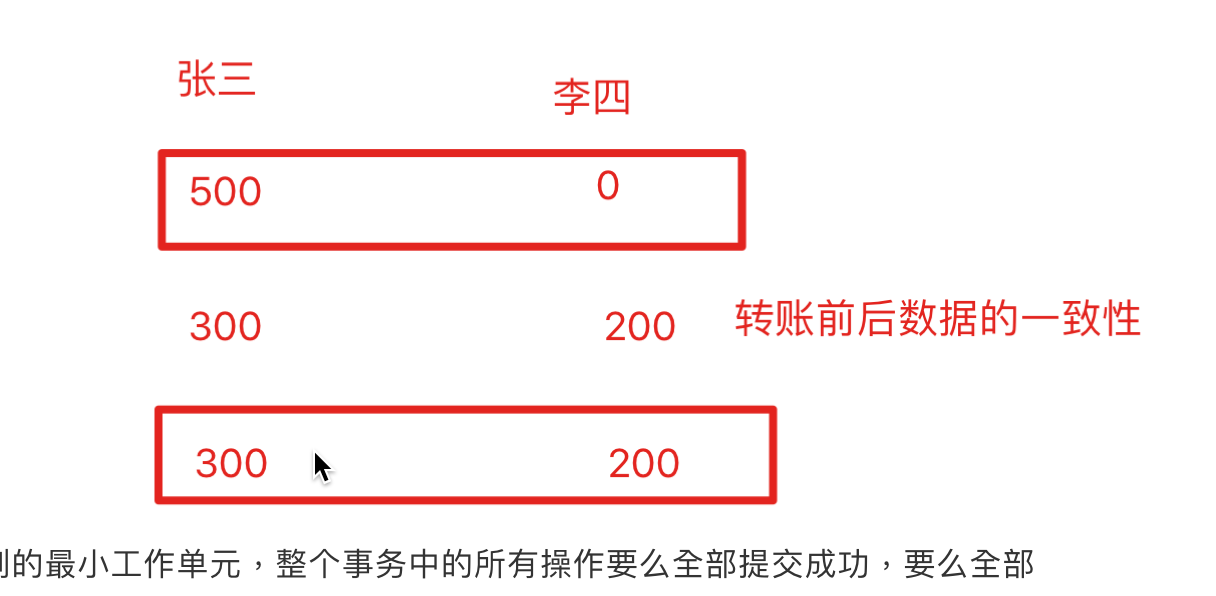 张三
李四
500 0
300 200 转账前后数据的一致性
300 200
的最小工作单元，整个事务中的所有操作要么全部提交成功，要么全部